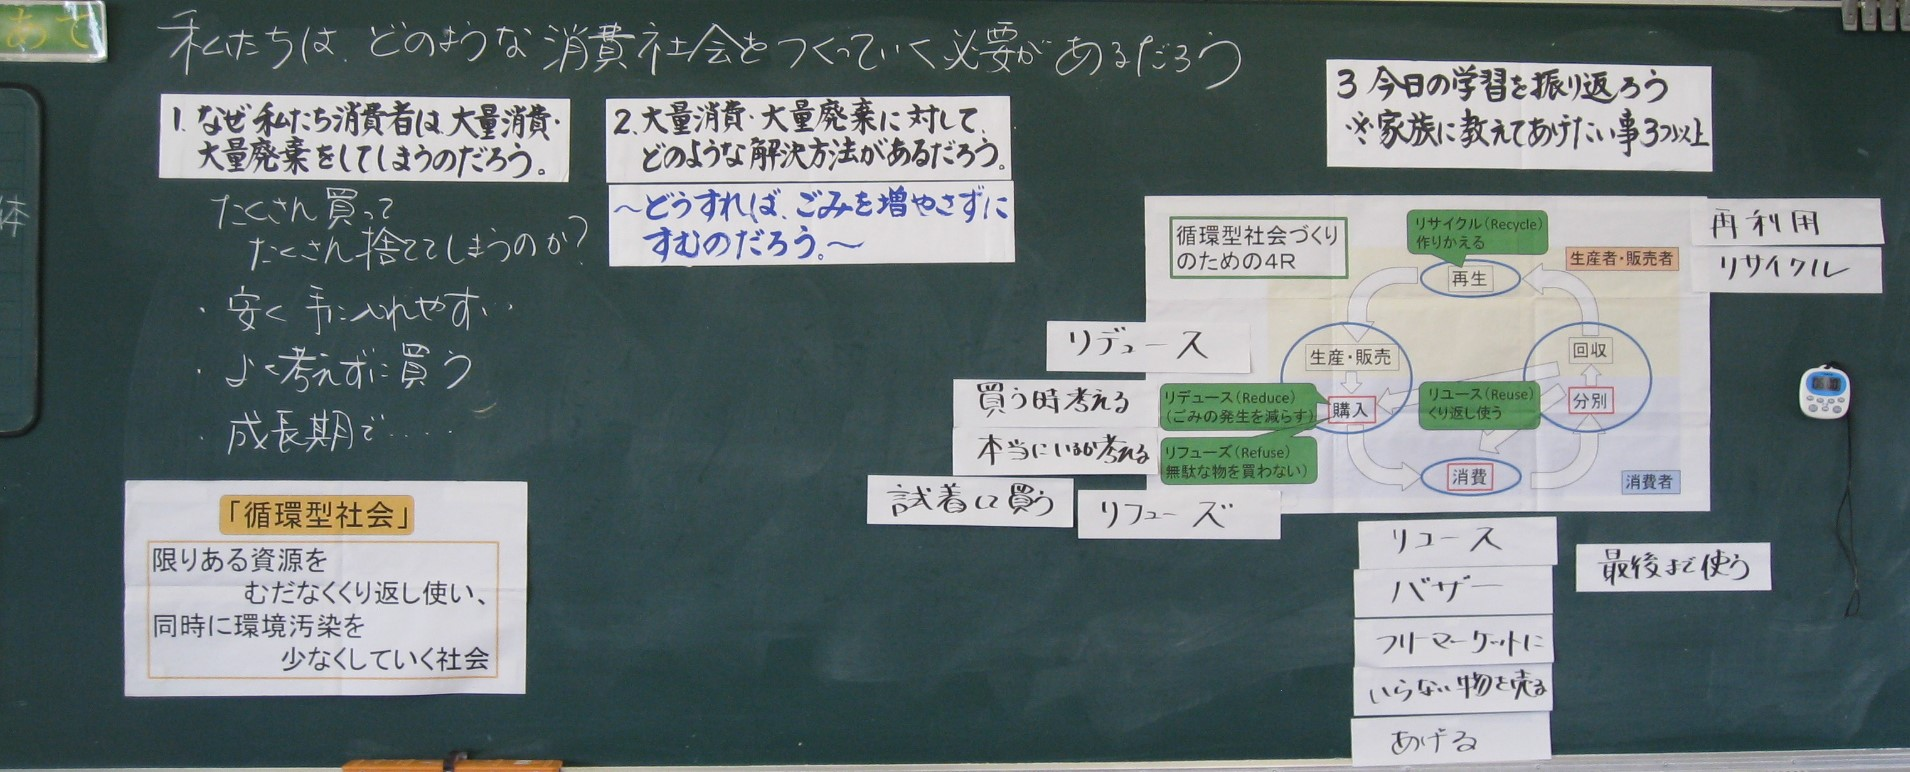 あて
私たちは、どのような消費社会をつくっていく必要があるだろう
体
1. なぜ私たち消費者は、大量消費・
大量廃棄をしてしまうのだろう。
たくさん買って
たくさん捨ててしまうのか?
・安く手に入れやすい
・よく考えずに買う
・成長期で……
「循環型社会」
限りある資源を
むだなくくり返し使い、
同時に環境汚染を
少なくしていく社会
2. 大量消費・大量廃棄に対して、
どのような解決方法があるだろう。
~どうすれば、ごみを増やさずに
すむのだろう。~
3 今日の学習を振り返ろう
※家族に教えてあげたい事3つ以上
循環型社会づくり
のための4R
リサイクル(Recycle)
作りかえる
再生
生産者・販売者
再利用
リサイクル
リデュース
生産・販売
回収
買う時考える
リデュース(Reduce)
(ごみの発生を減らす)
購入
リユース(Reuse)
くり返し使う
分別
本当にいるか考える
リフューズ(Refuse)
無駄な物を買わない)
消費
消費者
試着して買う
リフューズ
リユース
バザー
フリーマーケットに
いらない物を売る
あげる
最後まで使う